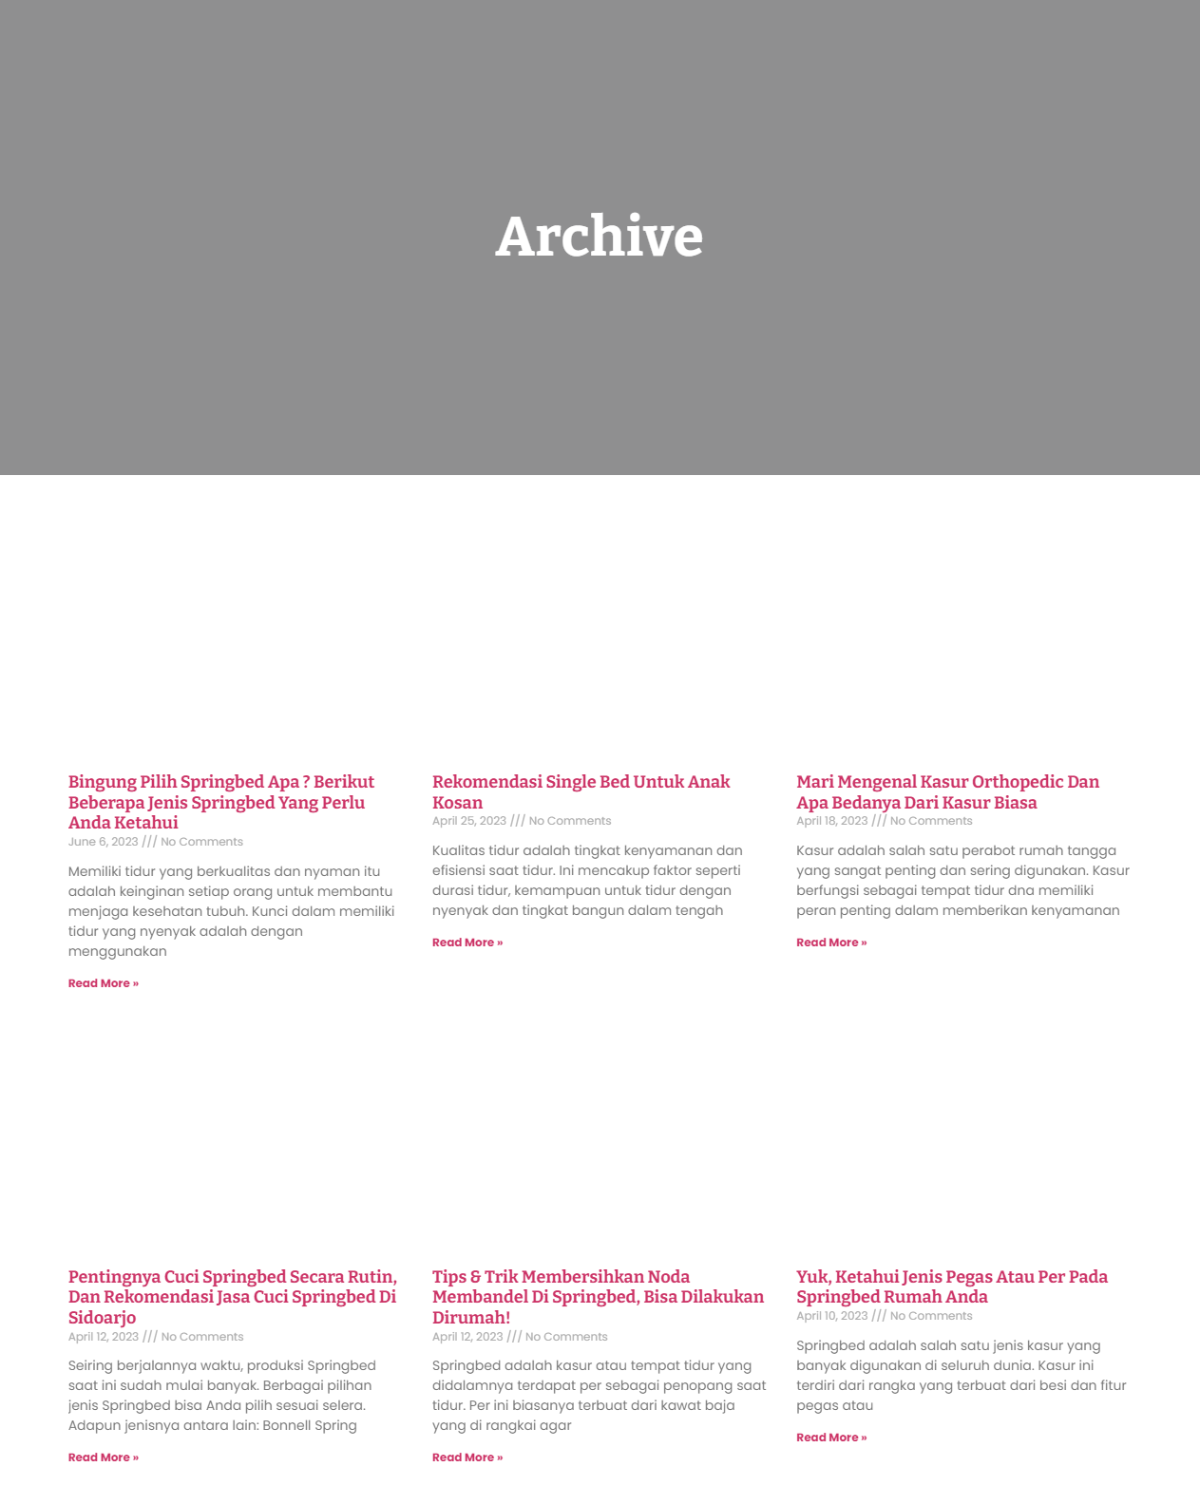 Archive
Bingung Pilih Springbed Apa ? Berikut
Beberapa Jenis Springbed Yang Perlu
Anda Ketahui
June 6, 2023 /// No Comments
Memiliki tidur yang berkualitas dan nyaman itu
adalah keinginan setiap orang untuk membantu
menjaga kesehatan tubuh. Kunci dalam memiliki
tidur yang nyenyak adalah dengan
menggunakan
Read More »
Rekomendasi Single Bed Untuk Anak
Kosan
April 25, 2023 /// No Comments
Kualitas tidur adalah tingkat kenyamanan dan
efisiensi saat tidur. Ini mencakup faktor seperti
durasi tidur, kemampuan untuk tidur dengan
nyenyak dan tingkat bangun dalam tengah
Read More »
Mari Mengenal Kasur Orthopedic Dan
Apa Bedanya Dari Kasur Biasa
April 18, 2023 /// No Comments
Kasur adalah salah satu perabot rumah tangga
yang sangat penting dan sering digunakan. Kasur
berfungsi sebagai tempat tidur dna memiliki
peran penting dalam memberikan kenyamanan
Read More »
Pentingnya Cuci Springbed Secara Rutin,
Dan Rekomendasi Jasa Cuci Springbed Di
Sidoarjo
April 12, 2023 /// No Comments
Seiring berjalannya waktu, produksi Springbed
saat ini sudah mulai banyak. Berbagai pilihan
jenis Springbed bisa Anda pilih sesuai selera.
Adapun jenisnya antara lain: Bonnell Spring
Read More »
Tips & Trik Membersihkan Noda
Membandel Di Springbed, Bisa Dilakukan
Dirumah!
April 12, 2023 /// No Comments
Springbed adalah kasur atau tempat tidur yang
didalamnya terdapat per sebagai penopang saat
tidur. Per ini biasanya terbuat dari kawat baja
yang di rangkai agar
Read More »
Yuk, Ketahui Jenis Pegas Atau Per Pada
Springbed Rumah Anda
April 10, 2023 /// No Comments
Springbed adalah salah satu jenis kasur yang
banyak digunakan di seluruh dunia. Kasur ini
terdiri dari rangka yang terbuat dari besi dan fitur
pegas atau
Read More »